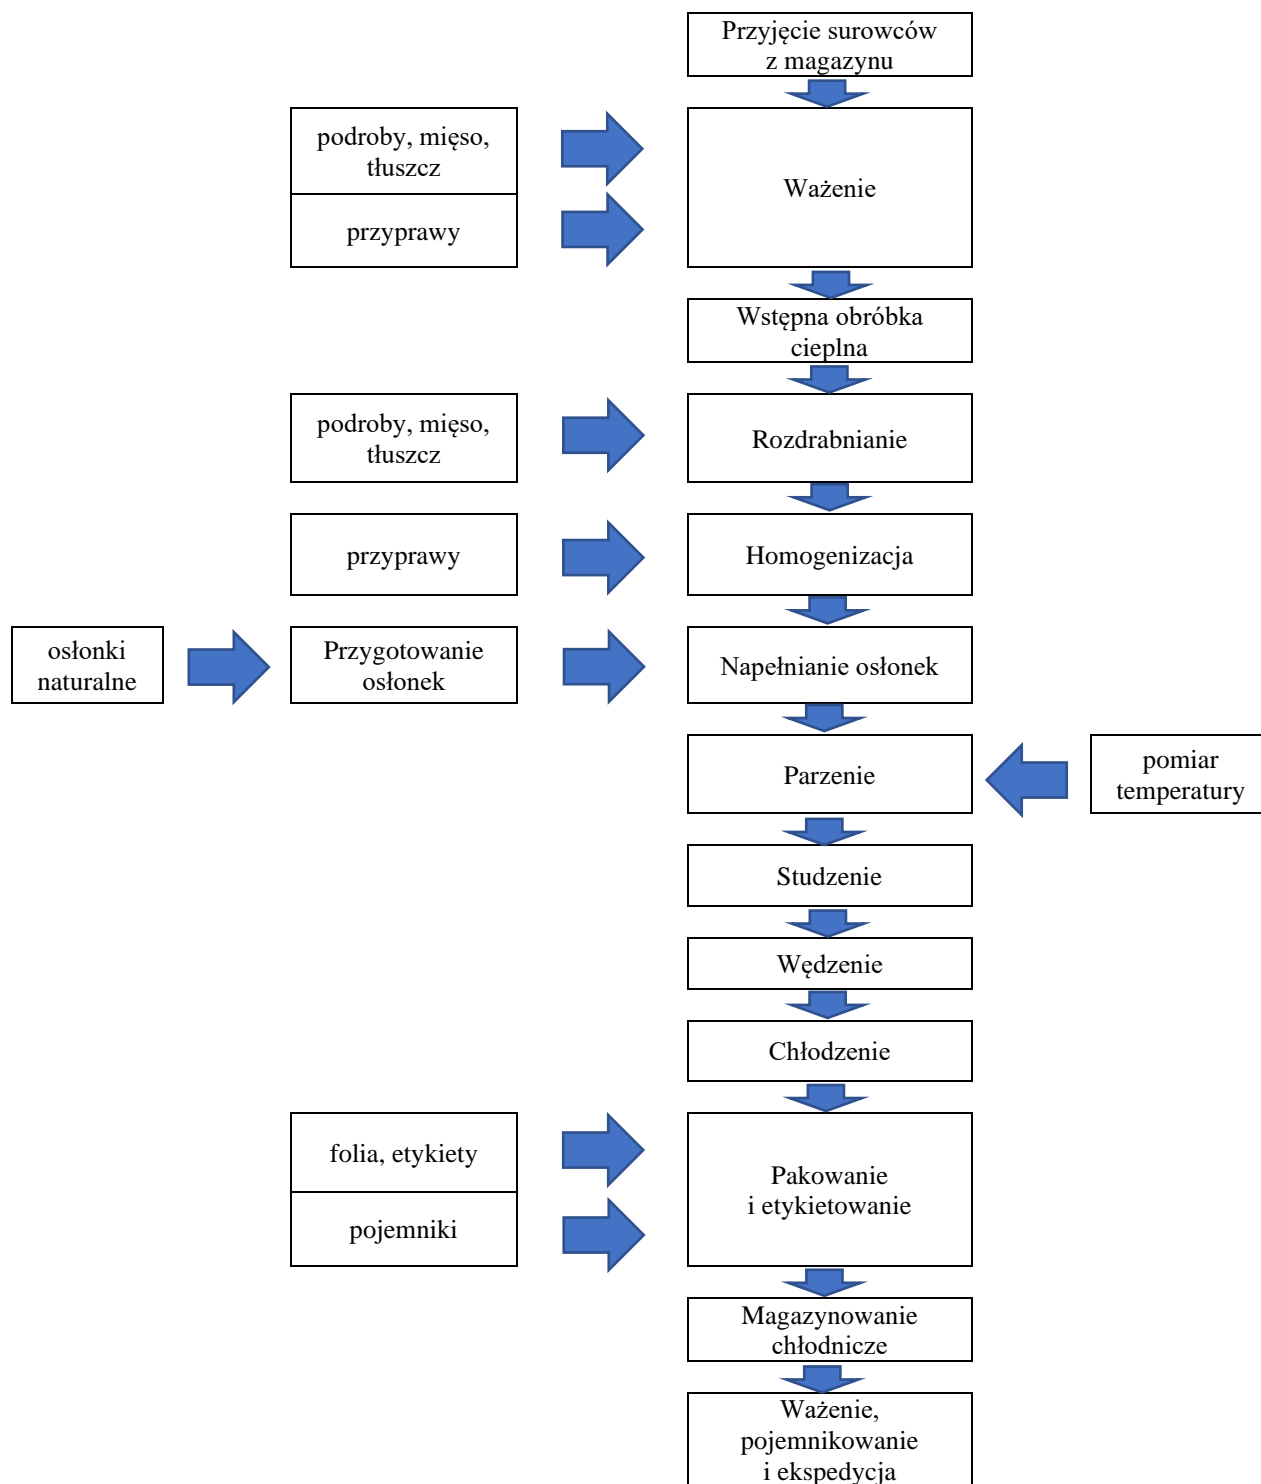 Przyjęcie surowców
z magazynu
podroby, mięso,
tłuszcz
przyprawy
Ważenie
Wstępna obróbka
cieplna
podroby, mięso,
tłuszcz
Rozdrabnianie
przyprawy
Homogenizacja
osłonki
naturalne
Przygotowanie
osłonek
Napełnianie osłonek
Parzenie
pomiar
temperatury
Studzenie
Wędzenie
Chłodzenie
folia, etykiety
pojemniki
Pakowanie
i etykietowanie
Magazynowanie
chłodnicze
Ważenie,
pojemnikowanie
i ekspedycja